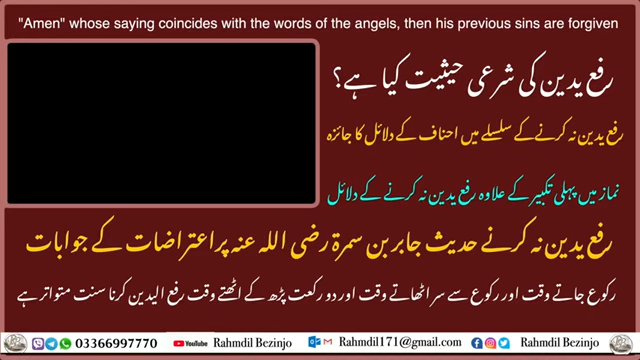 "Amen" whose saying coincides with the words of the angels, then his previous sins are forgiven
رفع یدین کی شرعی حیثیت کیا ہے؟
رفع یدین نہ کرنے کے سلسلے میں احناف کے دلائل کا جائزہ
نماز میں پہلی تکبیر کے علاوہ رفع یدین نہ کرنے کے دلائل
رفع یدین نہ کرنے حدیث جابر بن سمرۃ رضی اللہ عنہ پر اعتراضات کے جوابات
رکوع جاتے وقت اور رکوع سے سر اٹھاتے وقت اور دو رکعت پڑھ کے اٹھتے وقت رفع الیدین کرنا سنت متواتر ہے
03366997770 YouTube Rahmdil Bezinjo Rahmdil171@gmail.com Rahmdil Bezinjo